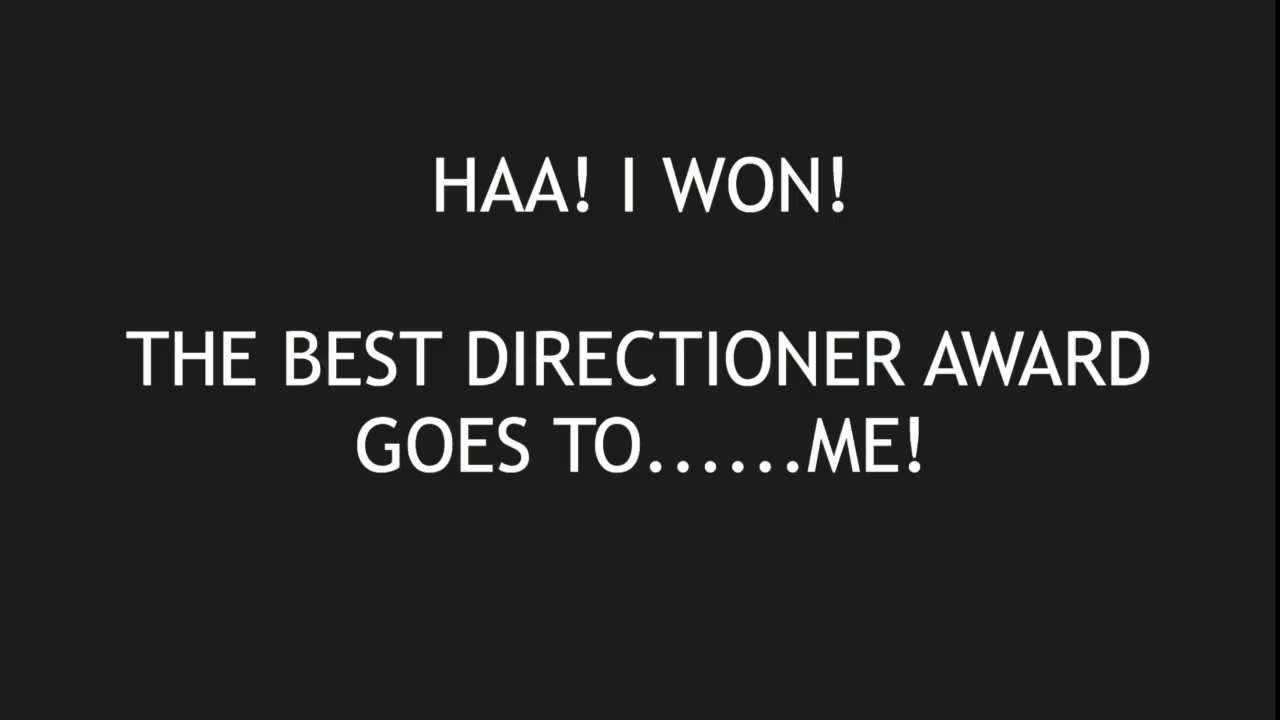 HAA! I WON!
THE BEST DIRECTIONER AWARD
GOES TO......ME!